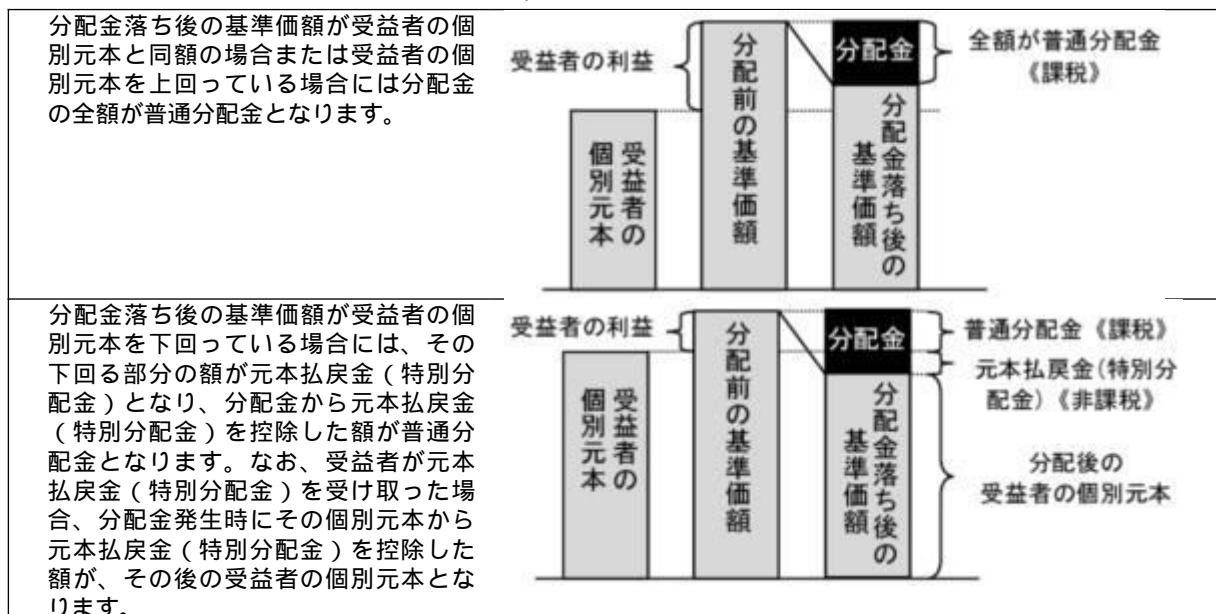 分配金落ち後の基準価額が受益者の個
別元本と同額の場合または受益者の個
別元本を上回っている場合には分配金
の全額が普通分配金となります。
受益者の利益
受益者の
個別元本
分配前の基準価額
分配金
分配金落ち後の
基準価額
全額が普通分配金
《課税》
分配金落ち後の基準価額が受益者の個
別元本を下回っている場合には、その
下回る部分の額が元本払戻金（特別分
配金）となり、分配金から元本払戻金
（特別分配金）を控除した額が普通分
配金となります。なお、受益者が元本
払戻金（特別分配金）を受け取った場
合、分配金発生時にその個別元本から
元本払戻金（特別分配金）を控除した
額が、その後の受益者の個別元本とな
ります。
受益者の利益
受益者の
個別元本
分配前の基準価額
分配金
分配金落ち後の
基準価額
普通分配金《課税》
元本払戻金(特別分
配金)《非課税》
分配後の
受益者の個別元本